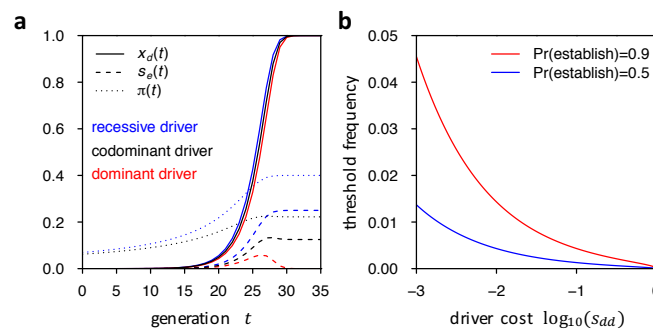 a
1.0
0.8
0.6
0.4
0.2
0.0
x_d(t)
s_e(t)
π(t)
recessive driver
codominant driver
dominant driver
0 5 10 15 20 25 30 35
generation t
b
threshold frequency
0.05
0.04
0.03
0.02
0.01
0.00
Pr(establish)=0.9
Pr(establish)=0.5
-3 -2 -1 0
driver cost log₁₀(s_dd)